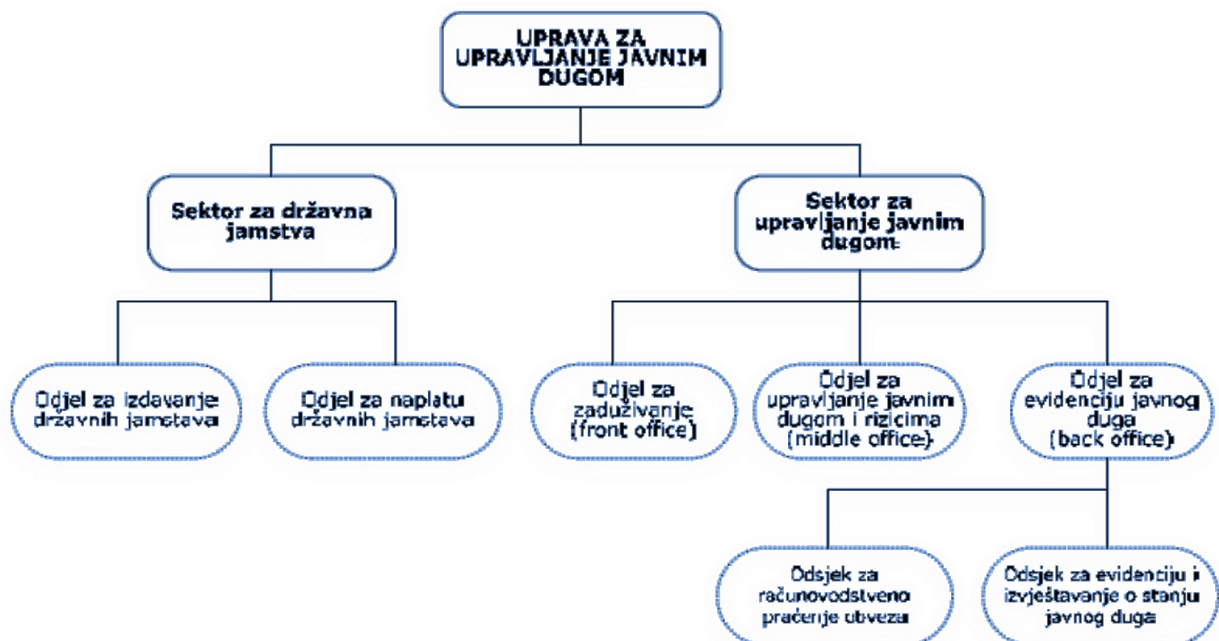 UPRAVA ZA
UPRAVLJANJE JAVNIM
DUGOM
Sektor za državna
jamstva
Sektor za
upravljanje javnim
dugom
Odjel za izdavanje
državnih jamstava
Odjel za naplatu
državnih jamstava
Odjel za
zaduživanje
(front office)
Odjel za
upravljanje javnim
dugom i rizicima
(middle office)
Odjel za
evidenciju javnog
duga
(back office)
Odsjek za
računovodstveno
praćenje obveza
Odsjek za evidenciju i
izvještavanje o stanju
javnog duga